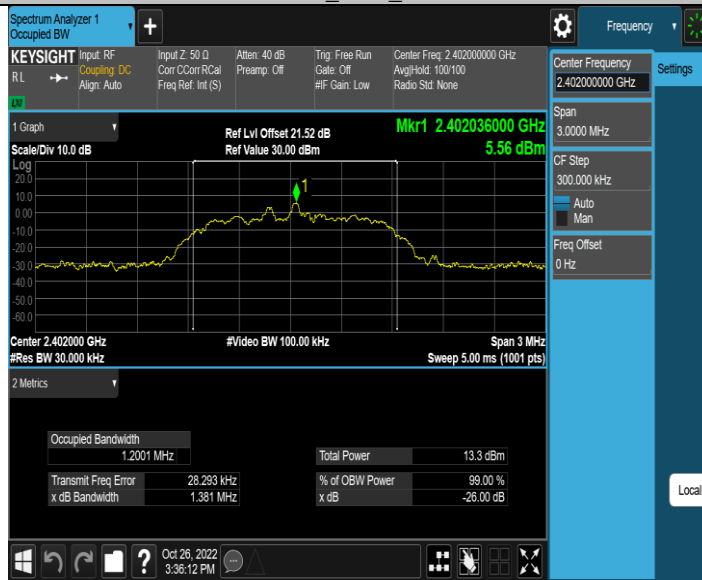 Spectrum Analyzer 1
Occupied BW
Frequency
KEYSIGHT
Input: RF
Coupling: DC
Align: Auto
RL
LXI
Input Z: 50 Ω
Corr CCorr RCal
Freq Ref: Int (S)
Atten: 40 dB
Preamp: Off
Trig: Free Run
Gate: Off
#IF Gain: Low
Center Freq: 2.402000000 GHz
Avg|Hold: 100/100
Radio Std: None
Center Frequency
2.402000000 GHz
Settings
Span
3.0000 MHz
CF Step
300.000 kHz
Auto
Man
Freq Offset
0 Hz
Local
1 Graph
Scale/Div 10.0 dB
Ref Lvl Offset 21.52 dB
Ref Value 30.00 dBm
Mkr1 2.402036000 GHz
5.56 dBm
Log
20.0
10.0
0.00
-10.0
-20.0
-30.0
-40.0
-50.0
-60.0
1
Center 2.402000 GHz
#Res BW 30.000 kHz
#Video BW 100.00 kHz
Span 3 MHz
Sweep 5.00 ms (1001 pts)
2 Metrics
Occupied Bandwidth
1.2001 MHz
Total Power 13.3 dBm
Transmit Freq Error 28.293 kHz
% of OBW Power 99.00 %
x dB Bandwidth 1.381 MHz
x dB -26.00 dB
Oct 26, 2022
3:36:12 PM